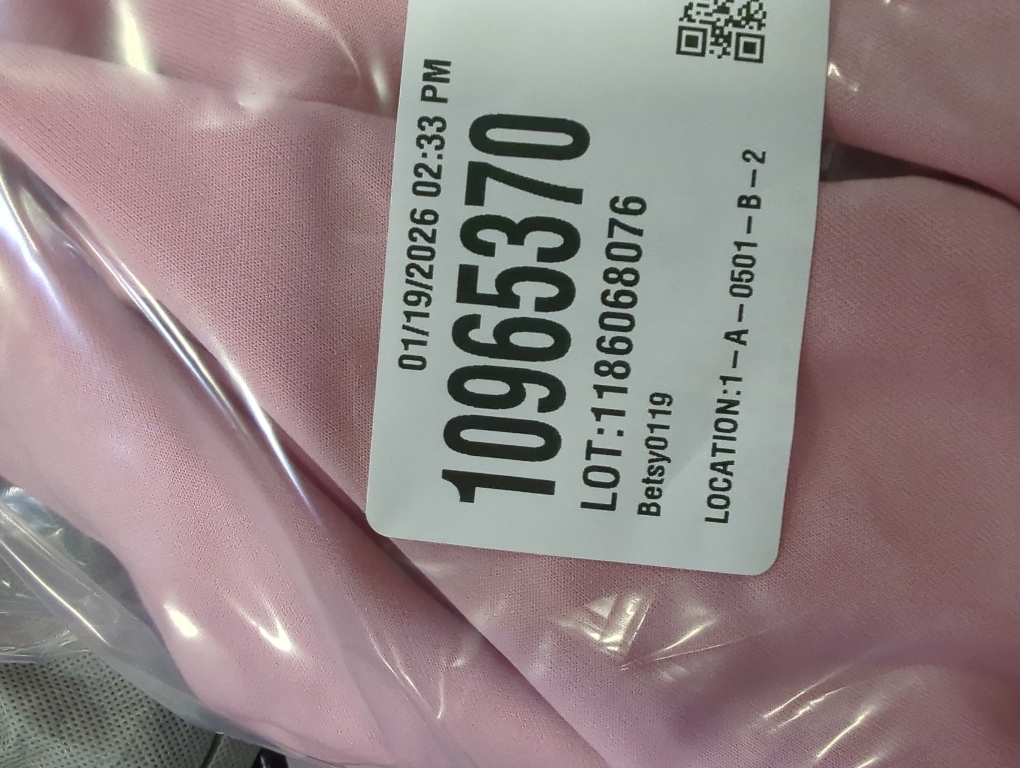 01/19/2026 02:33 PM
10965370
LOT:1186068076
Betsy0119
LOCATION:1-A-0501-B-2